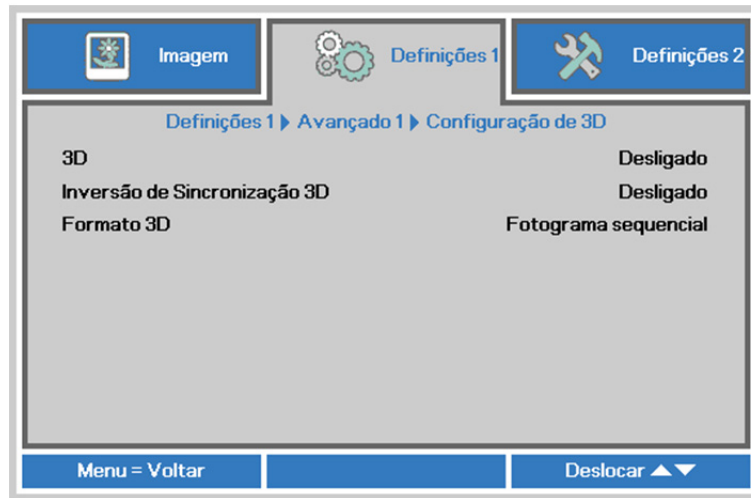 Imagem Definições 1 Definições 2
Definições 1 Avançado 1 Configuração de 3D
3D Desligado
Inversão de Sincronização 3D Desligado
Formato 3D Fotograma sequencial
Menu = Voltar Deslocar